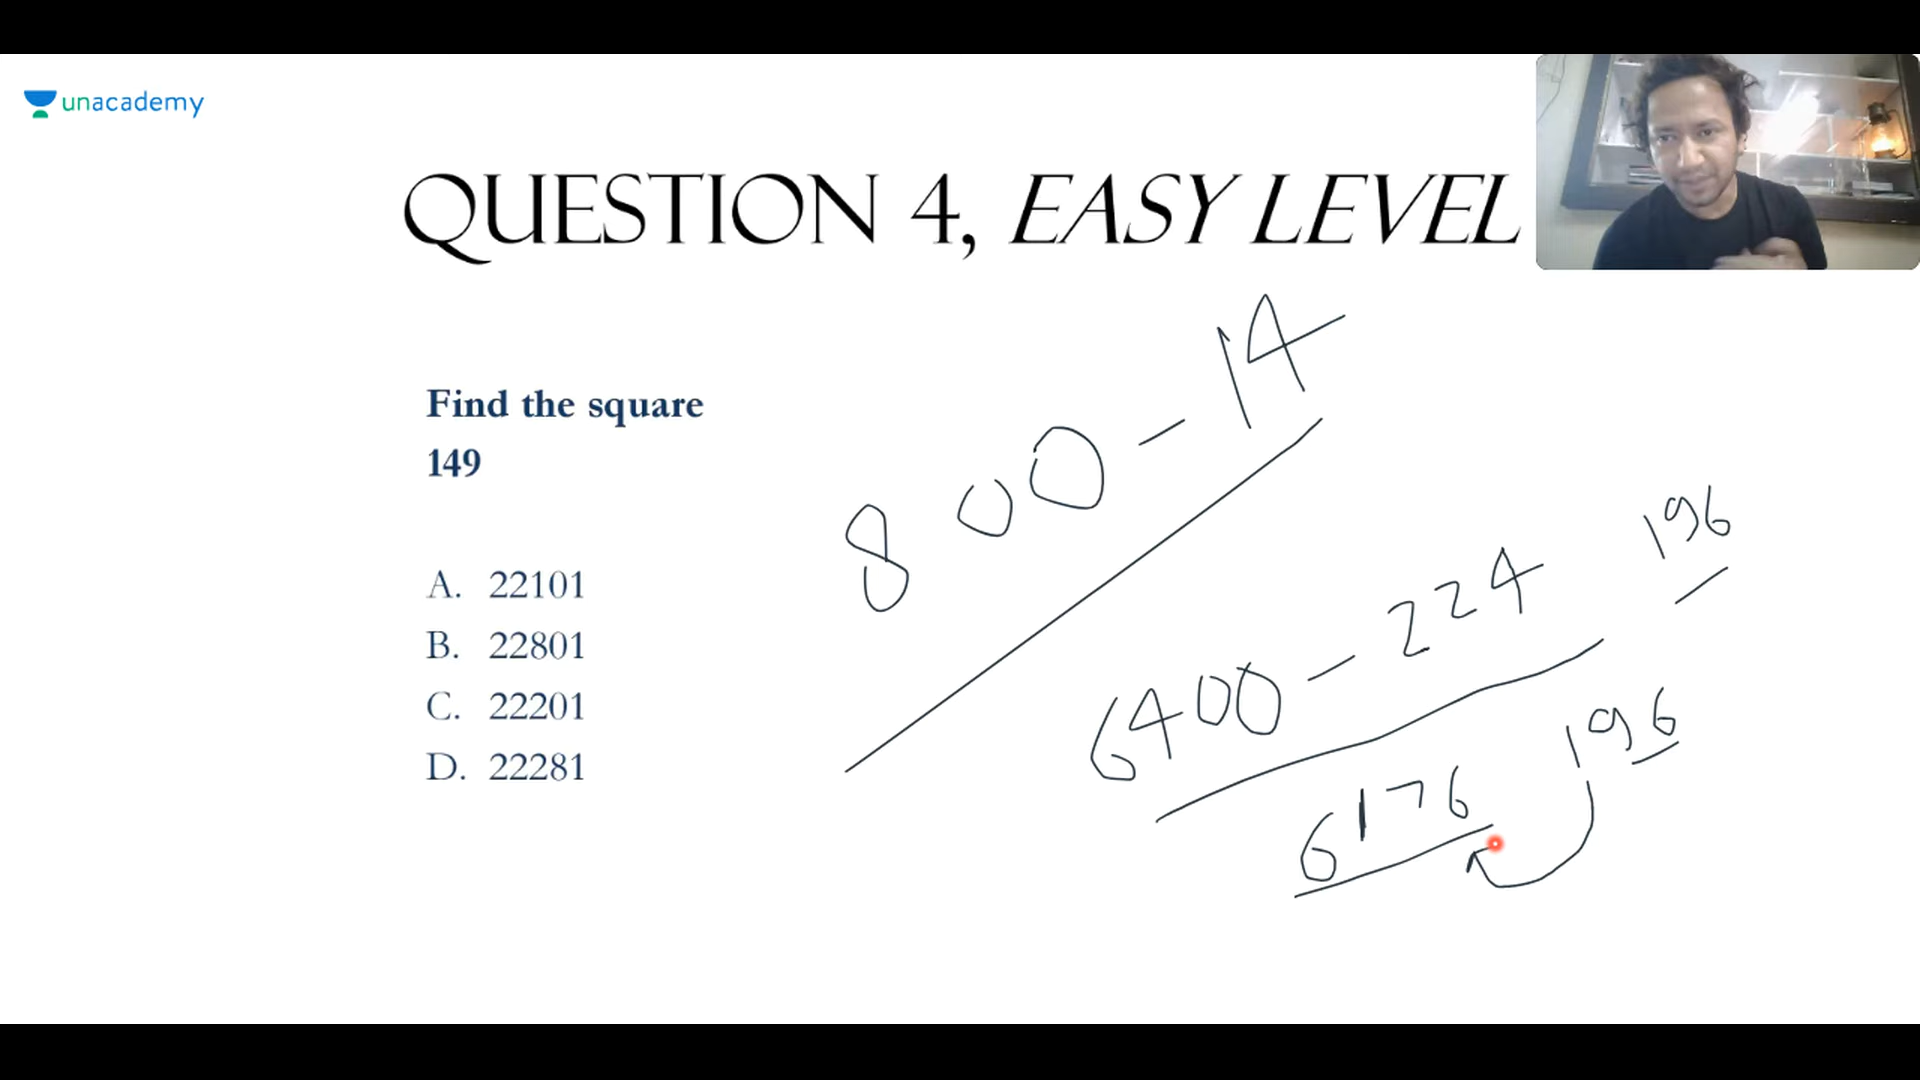 unacademy
QUESTION 4, EASY LEVEL
Find the square
149
A. 22101
B. 22801
C. 22201
D. 22281
800-14
6400-224 196
6176 196